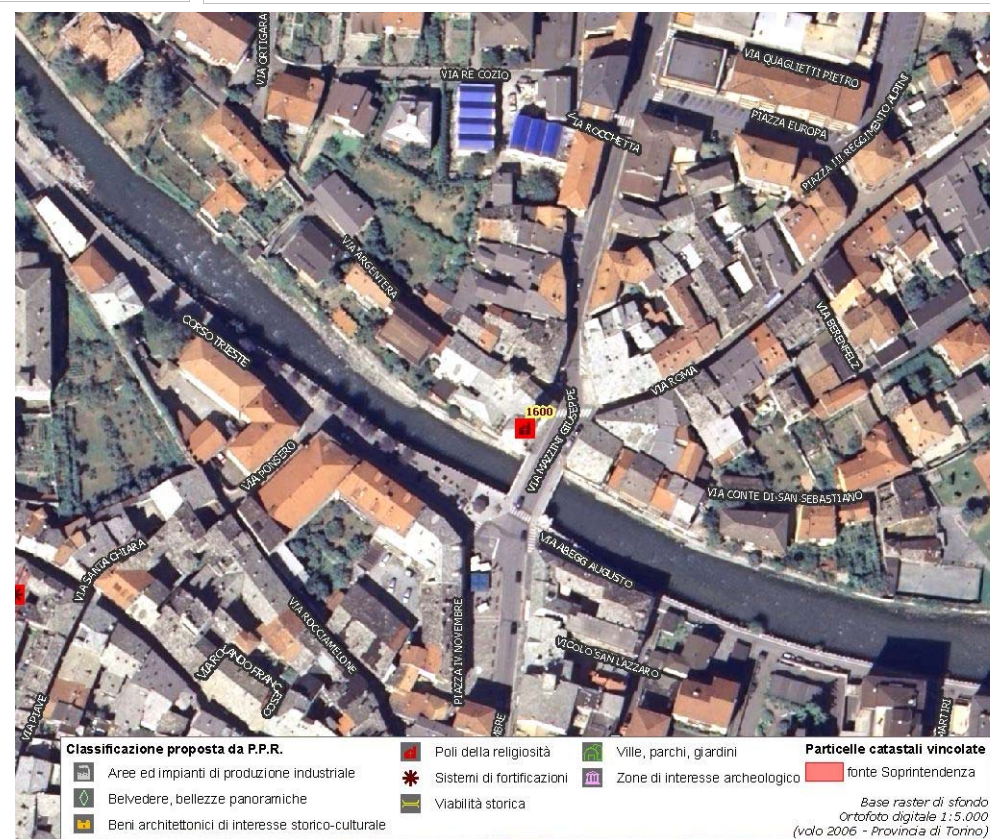 VIA ORTIGARA
VIA RE COZIO
VIA QUAGLIETTI PIETRO
VIA ROCCHETTA
PIAZZA EUROPA
PIAZZA III REGGIMENTO ALPINI
VIA ARGENTERA
CORSO TRIESTE
VIA BERENFELZ
VIA ROMA
1600
VIA MAZZINI GIUSEPPE
VIA PONSERO
VIA CONTE DI SAN SEBASTIANO
VIA SANTA CHIARA
VIA ABEGG AUGUSTO
VIA ROCCIAMELONE
PIAZZA IV NOVEMBRE
VICOLO SAN LAZZARO
VIA ROLANDO FRANCESCO
VIA PIAVE
MBRE
MARTIRI
Classificazione proposta da P.P.R.
Aree ed impianti di produzione industriale
Belvedere, bellezze panoramiche
Beni architettonici di interesse storico-culturale
Poli della religiosità
Sistemi di fortificazioni
Viabilità storica
Ville, parchi, giardini
Zone di interesse archeologico
Particelle catastali vincolate
fonte Soprintendenza
Base raster di sfondo
Ortofoto digitale 1:5.000
(volo 2006 - Provincia di Torino)